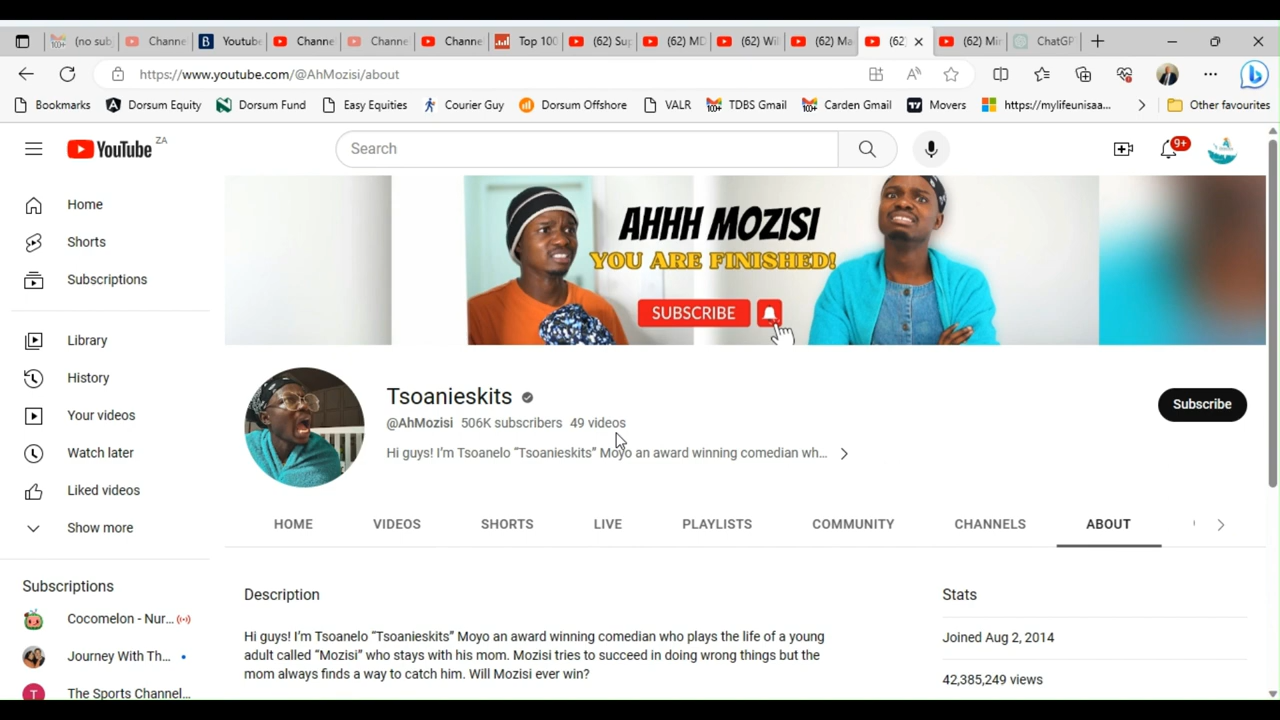 (no sub
Channe
Youtube
Channe
Channe
Channe
Top 100
(62) Sup
(62) MD
(62) Wil
(62) Ma
(62)
(62) Mir
ChatGP
https://www.youtube.com/@AhMozisi/about
Bookmarks
Dorsum Equity
Dorsum Fund
Easy Equities
Courier Guy
Dorsum Offshore
VALR
TDBS Gmail
Carden Gmail
Movers
https://mylifeunisaa...
Other favourites
YouTube ZA
Search
9+
Home
Shorts
Subscriptions
Library
History
Your videos
Watch later
Liked videos
Show more
Subscriptions
Cocomelon - Nur...
Journey With Th...
T
The Sports Channel...
AHHH MOZISI
YOU ARE FINISHED!
SUBSCRIBE
Tsoanieskits
@AhMozisi 506K subscribers 49 videos
Hi guys! I'm Tsoanelo “Tsoanieskits” Moyo an award winning comedian wh...
Subscribe
HOME
VIDEOS
SHORTS
LIVE
PLAYLISTS
COMMUNITY
CHANNELS
ABOUT
Description
Hi guys! I'm Tsoanelo “Tsoanieskits” Moyo an award winning comedian who plays the life of a young
adult called “Mozisi” who stays with his mom. Mozisi tries to succeed in doing wrong things but the
mom always finds a way to catch him. Will Mozisi ever win?
Stats
Joined Aug 2, 2014
42,385,249 views